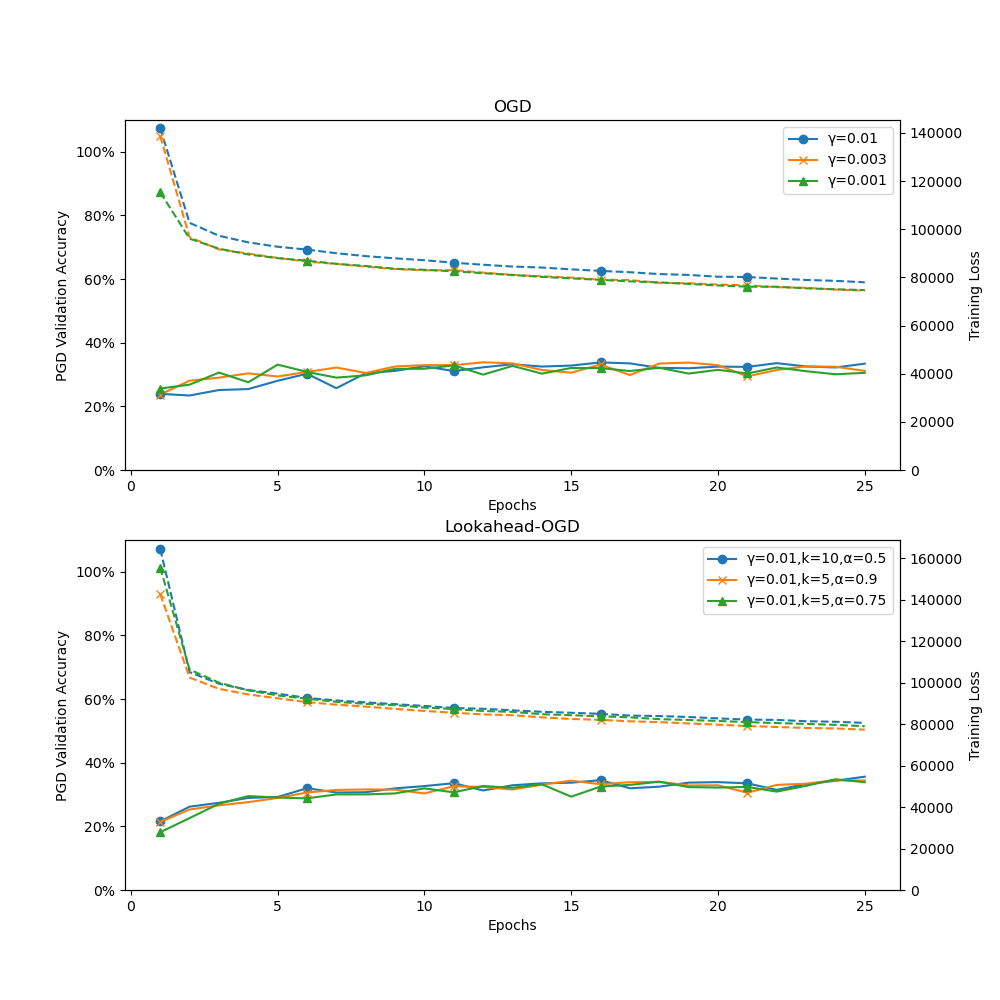 OGD
100%
80%
60%
40%
20%
0%
PGD Validation Accuracy
140000
120000
100000
80000
60000
40000
20000
0
Training Loss
γ=0.01
γ=0.003
γ=0.001
0 5 10 15 20 25
Epochs
Lookahead-OGD
100%
80%
60%
40%
20%
0%
PGD Validation Accuracy
160000
140000
120000
100000
80000
60000
40000
20000
0
Training Loss
γ=0.01,k=10,α=0.5
γ=0.01,k=5,α=0.9
γ=0.01,k=5,α=0.75
0 5 10 15 20 25
Epochs